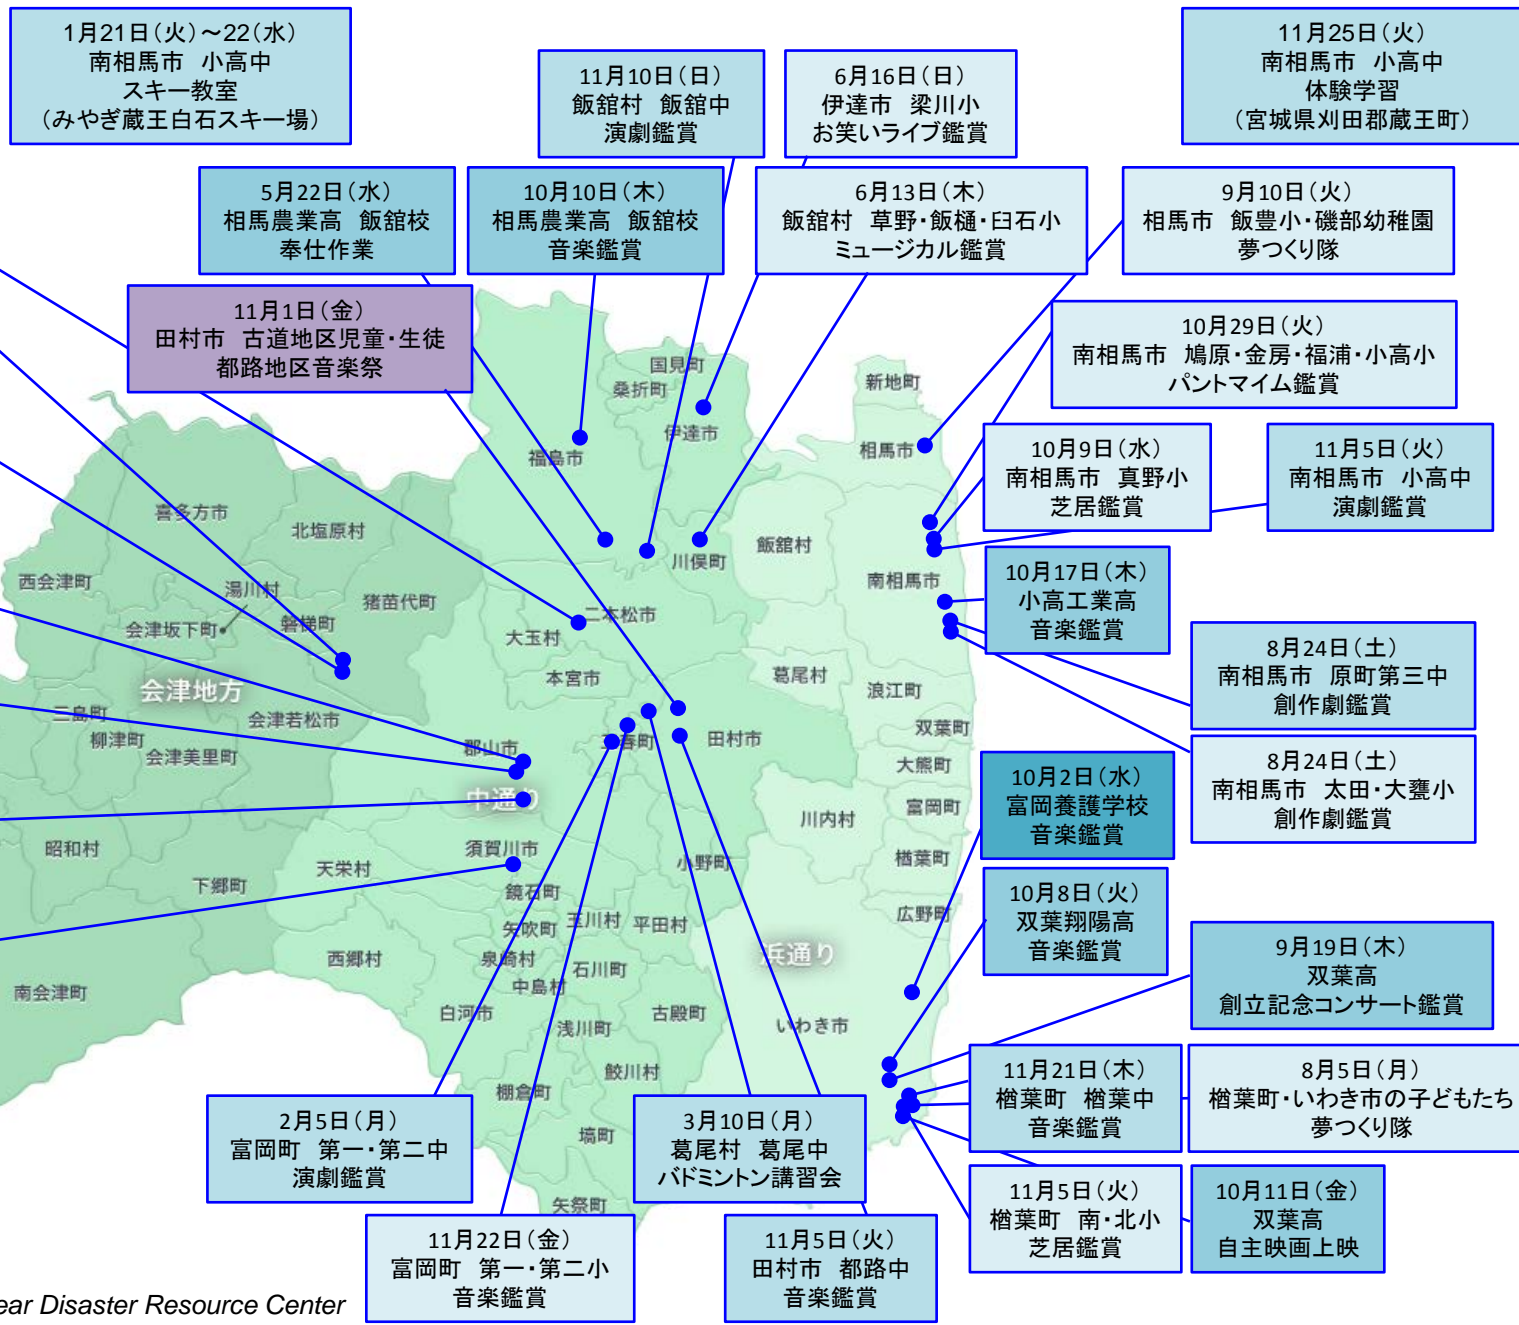 1月21日(火)～22(水)
南相馬市 小高中
スキー教室
(みやぎ蔵王白石スキー場)
11月10日(日)
飯舘村 飯舘中
演劇鑑賞
6月16日(日)
伊達市 梁川小
お笑いライブ鑑賞
11月25日(火)
南相馬市 小高中
体験学習
(宮城県刈田郡蔵王町)
5月22日(水)
相馬農業高 飯舘校
奉仕作業
10月10日(木)
相馬農業高 飯舘校
音楽鑑賞
6月13日(木)
飯舘村 草野・飯樋・臼石小
ミュージカル鑑賞
9月10日(火)
相馬市 飯豊小・磯部幼稚園
夢つくり隊
11月1日(金)
田村市 古道地区児童・生徒
都路地区音楽祭
10月29日(火)
南相馬市 鳩原・金房・福浦・小高小
パントマイム鑑賞
10月9日(水)
南相馬市 真野小
芝居鑑賞
11月5日(火)
南相馬市 小高中
演劇鑑賞
10月17日(木)
小高工業高
音楽鑑賞
8月24日(土)
南相馬市 原町第三中
創作劇鑑賞
8月24日(土)
南相馬市 太田・大甕小
創作劇鑑賞
10月2日(水)
富岡養護学校
音楽鑑賞
10月8日(火)
双葉翔陽高
音楽鑑賞
9月19日(木)
双葉高
創立記念コンサート鑑賞
11月21日(木)
楢葉町 楢葉中
音楽鑑賞
8月5日(月)
楢葉町・いわき市の子どもたち
夢つくり隊
11月5日(火)
楢葉町 南・北小
芝居鑑賞
10月11日(金)
双葉高
自主映画上映
2月5日(月)
富岡町 第一・第二中
演劇鑑賞
3月10日(月)
葛尾村 葛尾中
バドミントン講習会
11月22日(金)
富岡町 第一・第二小
音楽鑑賞
11月5日(火)
田村市 都路中
音楽鑑賞
国見町
桑折町
伊達市
福島市
新地町
相馬市
喜多方市
北塩原村
西会津町
湯川村
会津坂下町
磐梯町
猪苗代町
二本松市
大玉村
本宮市
川俣町
飯舘村
南相馬市
葛尾村
浪江町
双葉町
大熊町
富岡町
楢葉町
広野町
川内村
田村市
三春町
小野町
会津地方
三島町
柳津町
会津若松市
会津美里町
昭和村
下郷町
南会津町
郡山市
中通り
須賀川市
天栄村
鏡石町
矢吹町
玉川村
平田村
泉崎村
中島村
石川町
西郷村
白河市
浅川町
古殿町
棚倉町
鮫川村
塙町
矢祭町
浜通り
いわき市
ear Disaster Resource Center